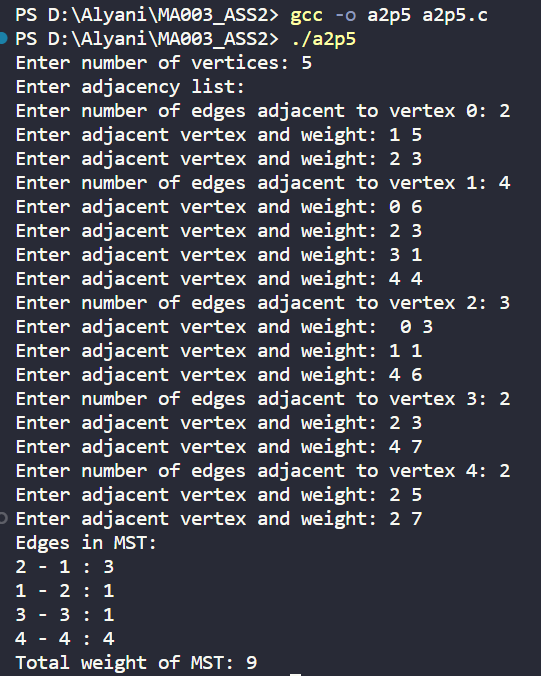 PS D:\Alyani\MA003_ASS2> gcc -o a2p5 a2p5.c
PS D:\Alyani\MA003_ASS2> ./a2p5
Enter number of vertices: 5
Enter adjacency list:
Enter number of edges adjacent to vertex 0: 2
Enter adjacent vertex and weight: 1 5
Enter adjacent vertex and weight: 2 3
Enter number of edges adjacent to vertex 1: 4
Enter adjacent vertex and weight: 0 6
Enter adjacent vertex and weight: 2 3
Enter adjacent vertex and weight: 3 1
Enter adjacent vertex and weight: 4 4
Enter number of edges adjacent to vertex 2: 3
Enter adjacent vertex and weight:  0 3
Enter adjacent vertex and weight: 1 1
Enter adjacent vertex and weight: 4 6
Enter number of edges adjacent to vertex 3: 2
Enter adjacent vertex and weight: 2 3
Enter adjacent vertex and weight: 4 7
Enter number of edges adjacent to vertex 4: 2
Enter adjacent vertex and weight: 2 5
Enter adjacent vertex and weight: 2 7
Edges in MST:
2 - 1 : 3
1 - 2 : 1
3 - 3 : 1
4 - 4 : 4
Total weight of MST: 9